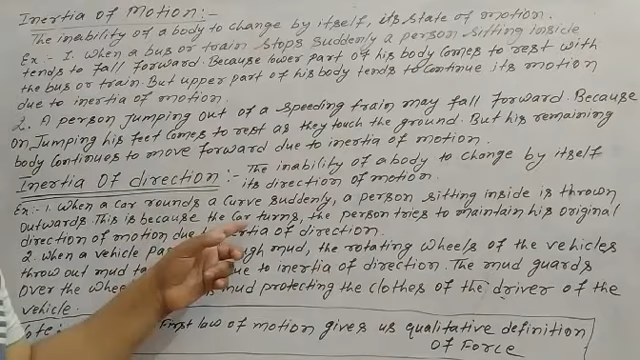 Inertia of Motion:-
The inability of a body to change by itself, its state of motion.
Ex:- 1. When a bus or train stops suddenly a person sitting inside
tends to fall forward. Because lower part of his body comes to rest with
the bus or train. But upper part of his body tends to continue its motion
due to inertia of motion.
2. A person jumping out of a speeding train may fall forward. Because
on Jumping his feet comes to rest as they touch the ground. But his remaining
body continues to move forward due to inertia of motion.
Inertia Of direction :- The inability of a body to change by itself
its direction of motion.
Ex:- 1. When a car rounds a curve suddenly, a person sitting inside is thrown
outwards. This is because the car turns, the person tries to maintain his original
direction of motion due to inertia of direction.
2. When a vehicle mud, the rotating wheels of the vehicles
throw out mud due to inertia of direction. The mud guards
over the mud protecting the clothes of the driver of the
vehicle.
First law of motion gives us qualitative definition
Of Force